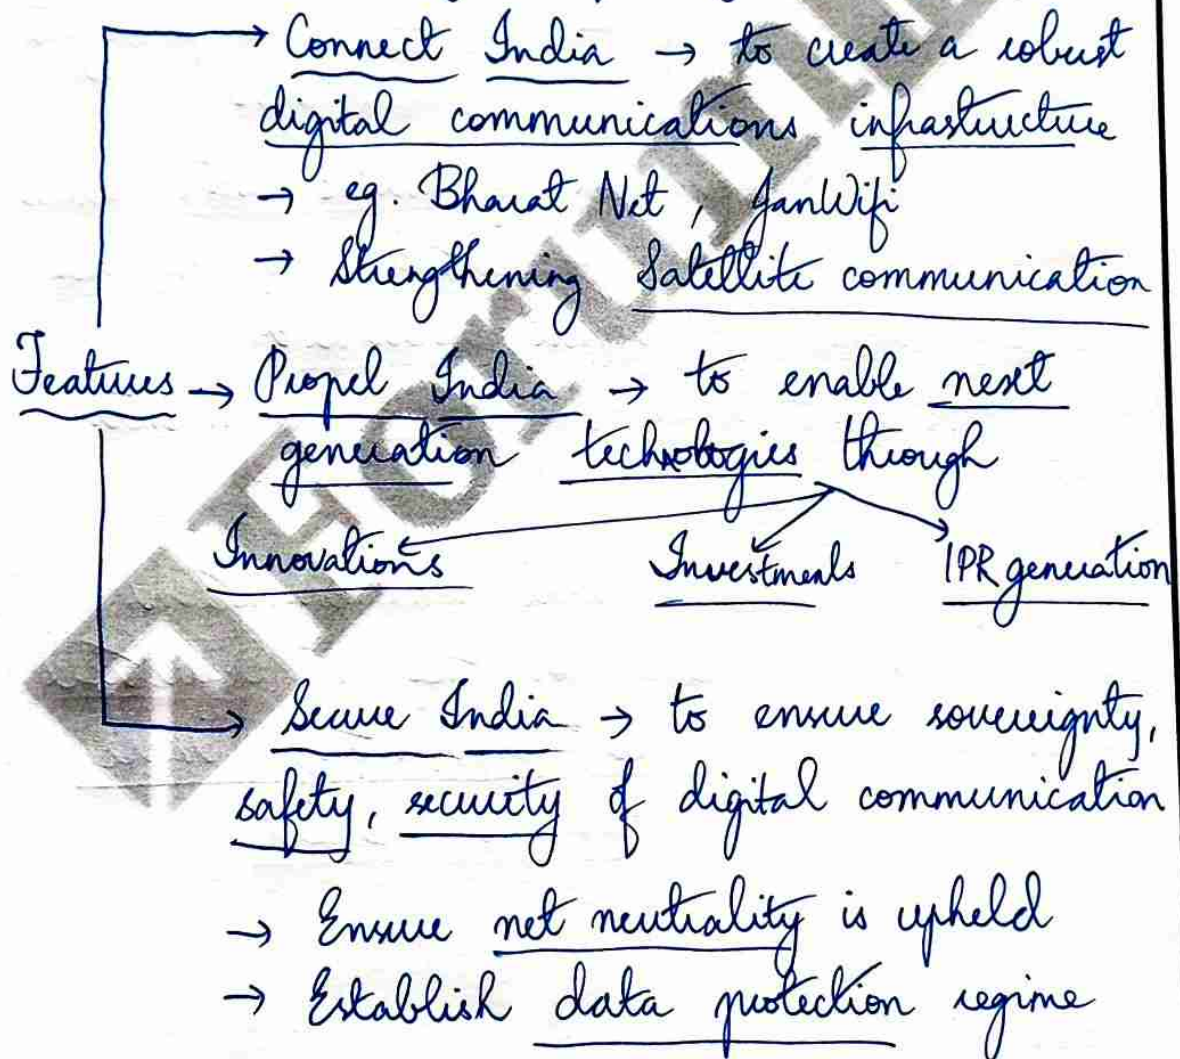 Connect India → to create a robust
digital communications infrastructure
→ eg. Bharat Net, JanWifi
→ Strengthening Satellite communication
Features → Propel India → to enable next
generation technologies through
Innovations Investments IPR generation
Secure India → to ensure sovereignty,
safety, security of digital communication
→ Ensure net neutrality is upheld
→ Establish data protection regime
ForumI